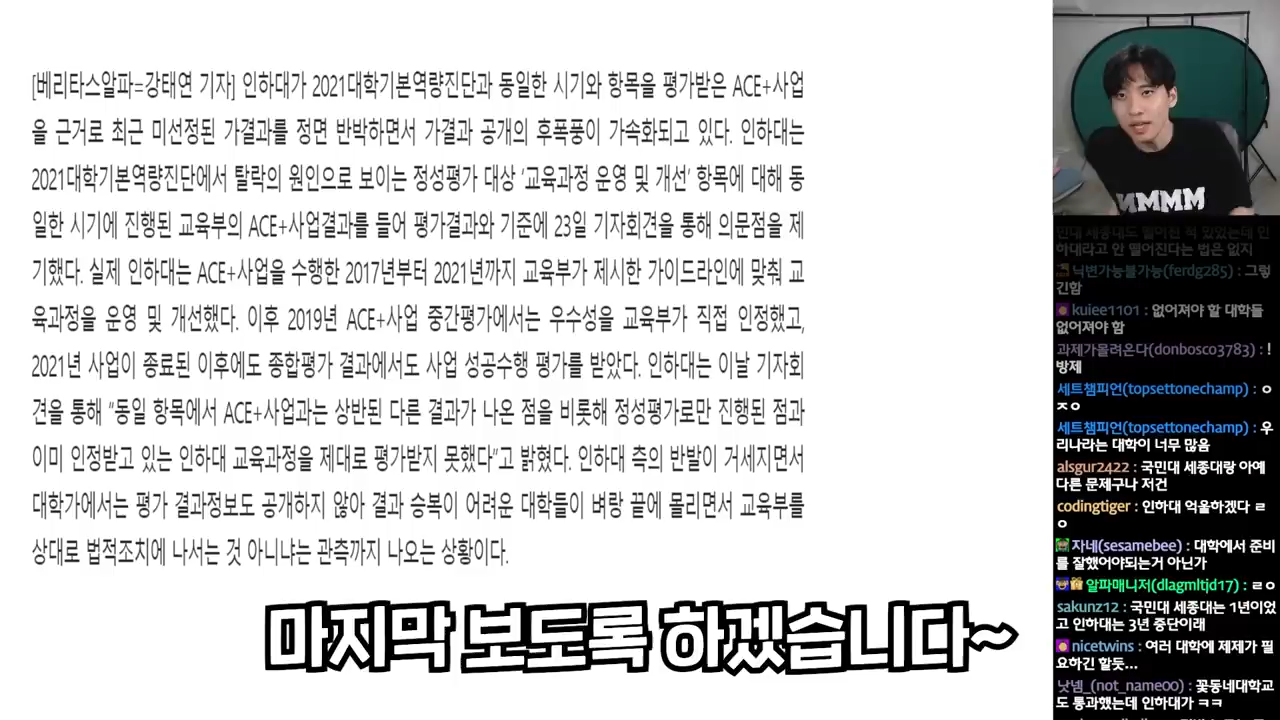 [베리타스알파=강태연 기자] 인하대가 2021대학기본역량진단과 동일한 시기와 항목을 평가받은 ACE+사업
을 근거로 최근 미선정된 가결과를 정면 반박하면서 가결과 공개의 후폭풍이 가속화되고 있다. 인하대는
2021대학기본역량진단에서 탈락의 원인으로 보이는 정성평가 대상 '교육과정 운영 및 개선' 항목에 대해 동
일한 시기에 진행된 교육부의 ACE+사업결과를 들어 평가결과와 기준에 23일 기자회견을 통해 의문점을 제
기했다. 실제 인하대는 ACE+사업을 수행한 2017년부터 2021년까지 교육부가 제시한 가이드라인에 맞춰 교
육과정을 운영 및 개선했다. 이후 2019년 ACE+사업 중간평가에서는 우수성을 교육부가 직접 인정했고,
2021년 사업이 종료된 이후에도 종합평가 결과에서도 사업 성공수행 평가를 받았다. 인하대는 이날 기자회
견을 통해 "동일 항목에서 ACE+사업과는 상반된 다른 결과가 나온 점을 비롯해 정성평가로만 진행된 점과
이미 인정받고 있는 인하대 교육과정을 제대로 평가받지 못했다"고 밝혔다. 인하대 측의 반발이 거세지면서
대학가에서는 평가 결과정보도 공개하지 않아 결과 승복이 어려운 대학들이 벼랑 끝에 몰리면서 교육부를
상대로 법적조치에 나서는 것 아니냐는 관측까지 나오는 상황이다.
마지막 보도록 하겠습니다~
MMMM
민대 세종대도 떨어진 적 있었는데 인
하대라고 안 떨어진다는 법은 없지
닉변가능불가능(ferdg285) : 그렇
긴함
kuiee1101 : 없어져야 할 대학들
없어져야 함
과제가몰려온다(donbosco3783) : !
방제
세트챔피언(topsettonechamp) : ㅇ
ㅈㅇ
세트챔피언(topsettonechamp) : 우
리나라는 대학이 너무 많음
alsgur2422 : 국민대 세종대랑 아예
다른 문제구나 저건
codingtiger : 인하대 억울하겠다 ㄹ
ㅇ
자네(sesamebee) : 대학에서 준비
를 잘했어야되는거 아닌가
알파매니저(dlagmltjd17) : ㄹㅇ
sakunz12 : 국민대 세종대는 1년이었
고 인하대는 3년 중단이래
nicetwins : 여러 대학에 제제가 필
요하긴 할듯...
낫넴_(not_name00) : 꽃동네대학교
도 통과했는데 인하대가 ㅋㅋ